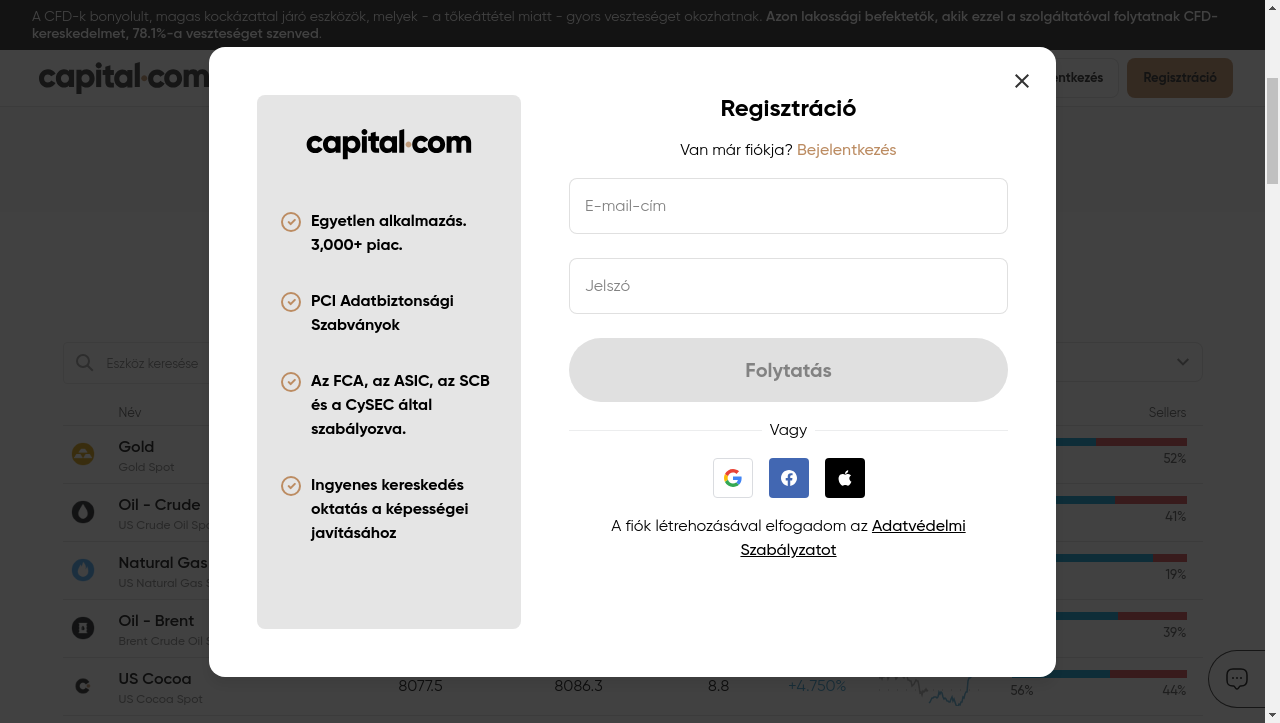 A CFD-k bonyolult, magas kockázattal járó eszközök, melyek - a tőkeáttétel miatt - gyors veszteséget okozhatnak. Azon lakossági befektetők, akik ezzel a szolgáltatóval folytatnak CFD-
kereskedelmet, 78.1%-a veszteséget szenved.
capital.com
Regisztráció
capital.com
Egyetlen alkalmazás.
3,000+ piac.
PCI Adatbiztonsági
Szabványok
Az FCA, az ASIC, az SCB
és a CySEC által
szabályozva.
Ingyenes kereskedés
oktatás a képességei
javításához
Regisztráció
Van már fiókja? Bejelentkezés
E-mail-cím
Jelszó
Folytatás
Vagy
A fiók létrehozásával elfogadom az Adatvédelmi
Szabályzatot
Eszköz keresése
Név
Sellers
Gold
Gold Spot
52%
Oil - Crude
US Crude Oil
41%
Natural Gas
US Natural Gas
19%
Oil - Brent
Brent Crude Oil
39%
US Cocoa
US Cocoa Spot
8077.5
8086.3
8.8
+4.750%
56%
44%